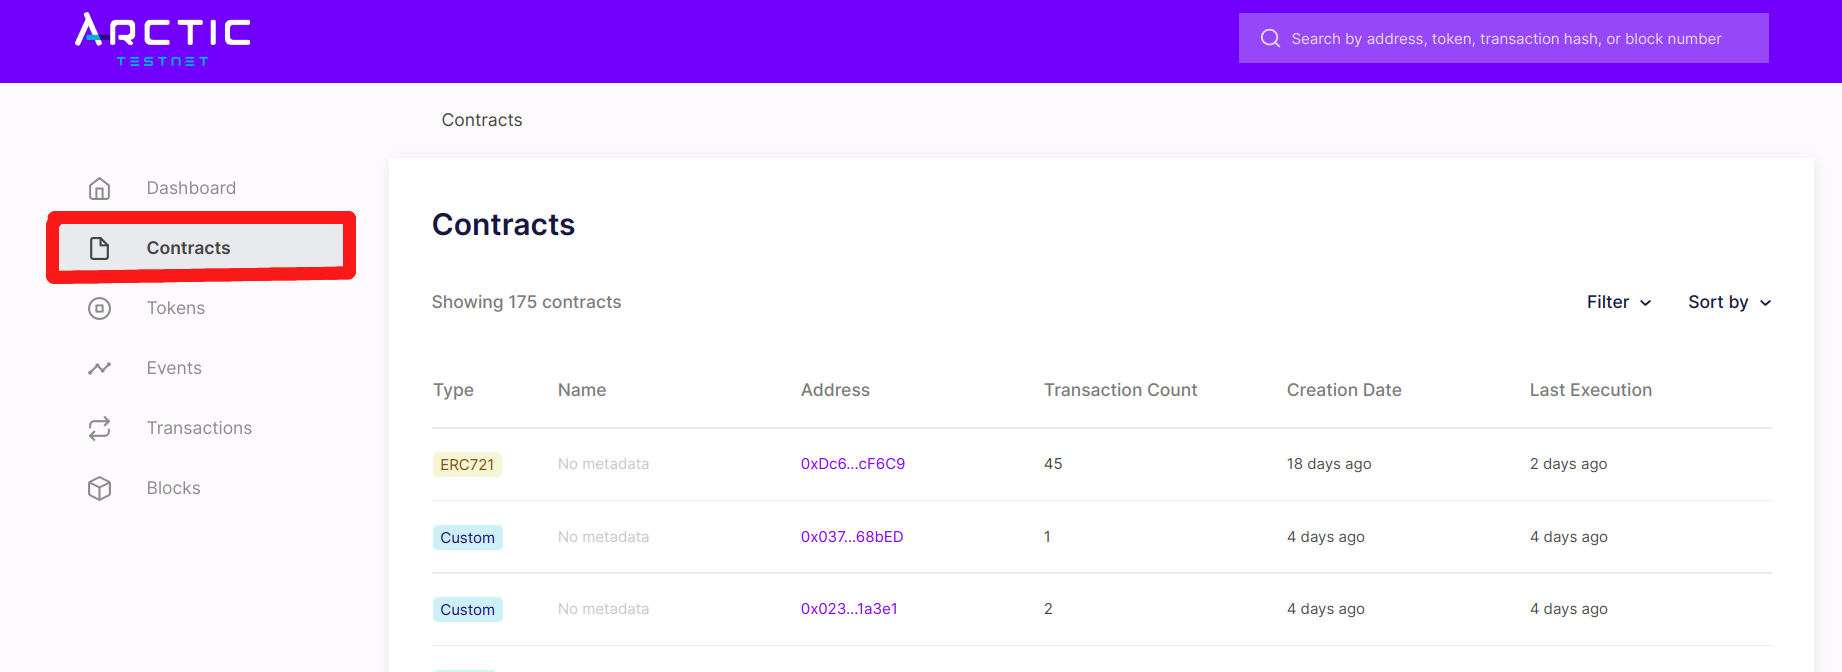 ARCTIC
TESTNET
Search by address, token, transaction hash, or block number
Contracts
Dashboard
Contracts
Tokens
Events
Transactions
Blocks
Contracts
Showing 175 contracts
Filter Sort by
Type Name Address Transaction Count Creation Date Last Execution
ERC721 No metadata 0xDc6...cF6C9 45 18 days ago 2 days ago
Custom No metadata 0x037...68bED 1 4 days ago 4 days ago
Custom No metadata 0x023...1a3e1 2 4 days ago 4 days ago